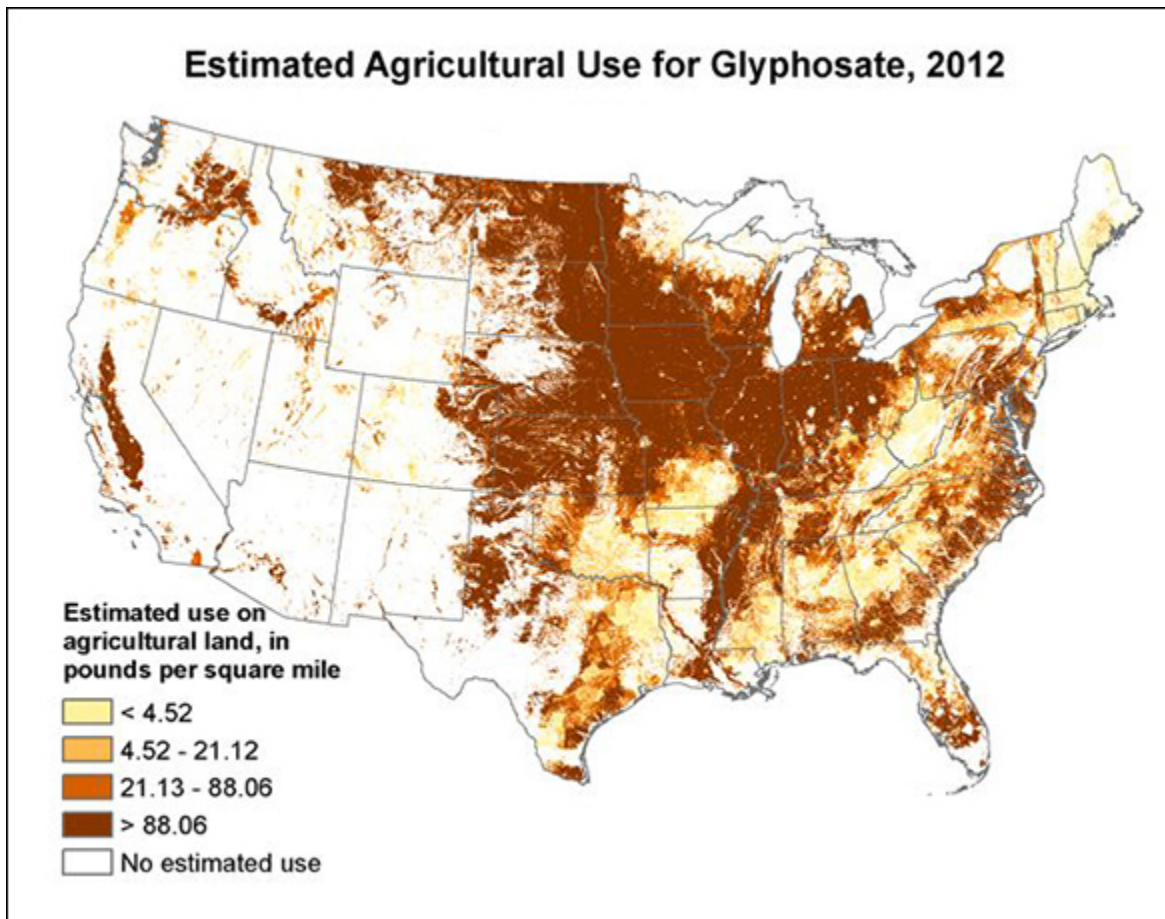 Estimated Agricultural Use for Glyphosate, 2012
Estimated use on
agricultural land, in
pounds per square mile
< 4.52
4.52 - 21.12
21.13 - 88.06
> 88.06
No estimated use